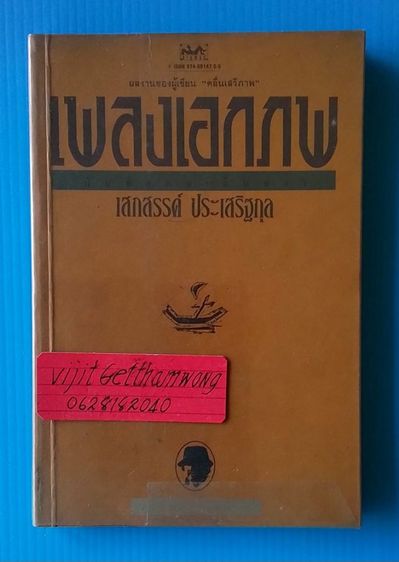 ผลงานของผู้เขียน "คลื่นเสรีภาพ"
เพลงเอกภพ
เสกสรรค์ ประเสริฐกุล
vijit Getthamwong
0628182040